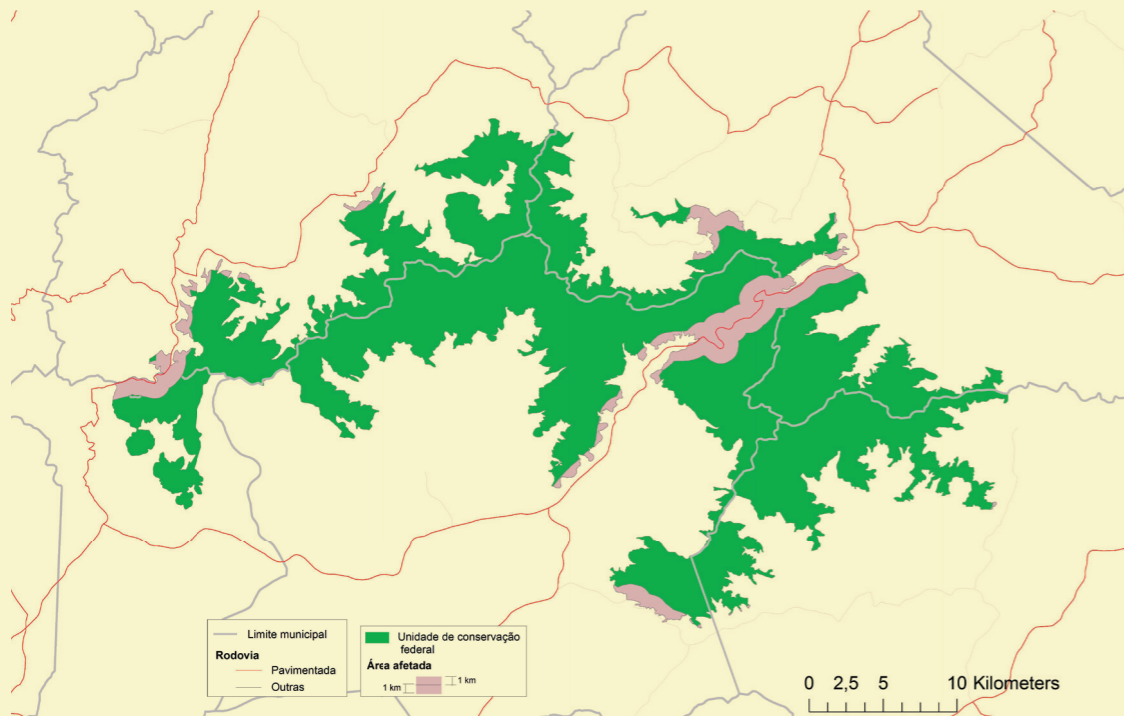 Limite municipal
Rodovia
Pavimentada
Outras
Unidade de conservação
federal
Área afetada
1 km
1 km
0 2,5 5 10 Kilometers